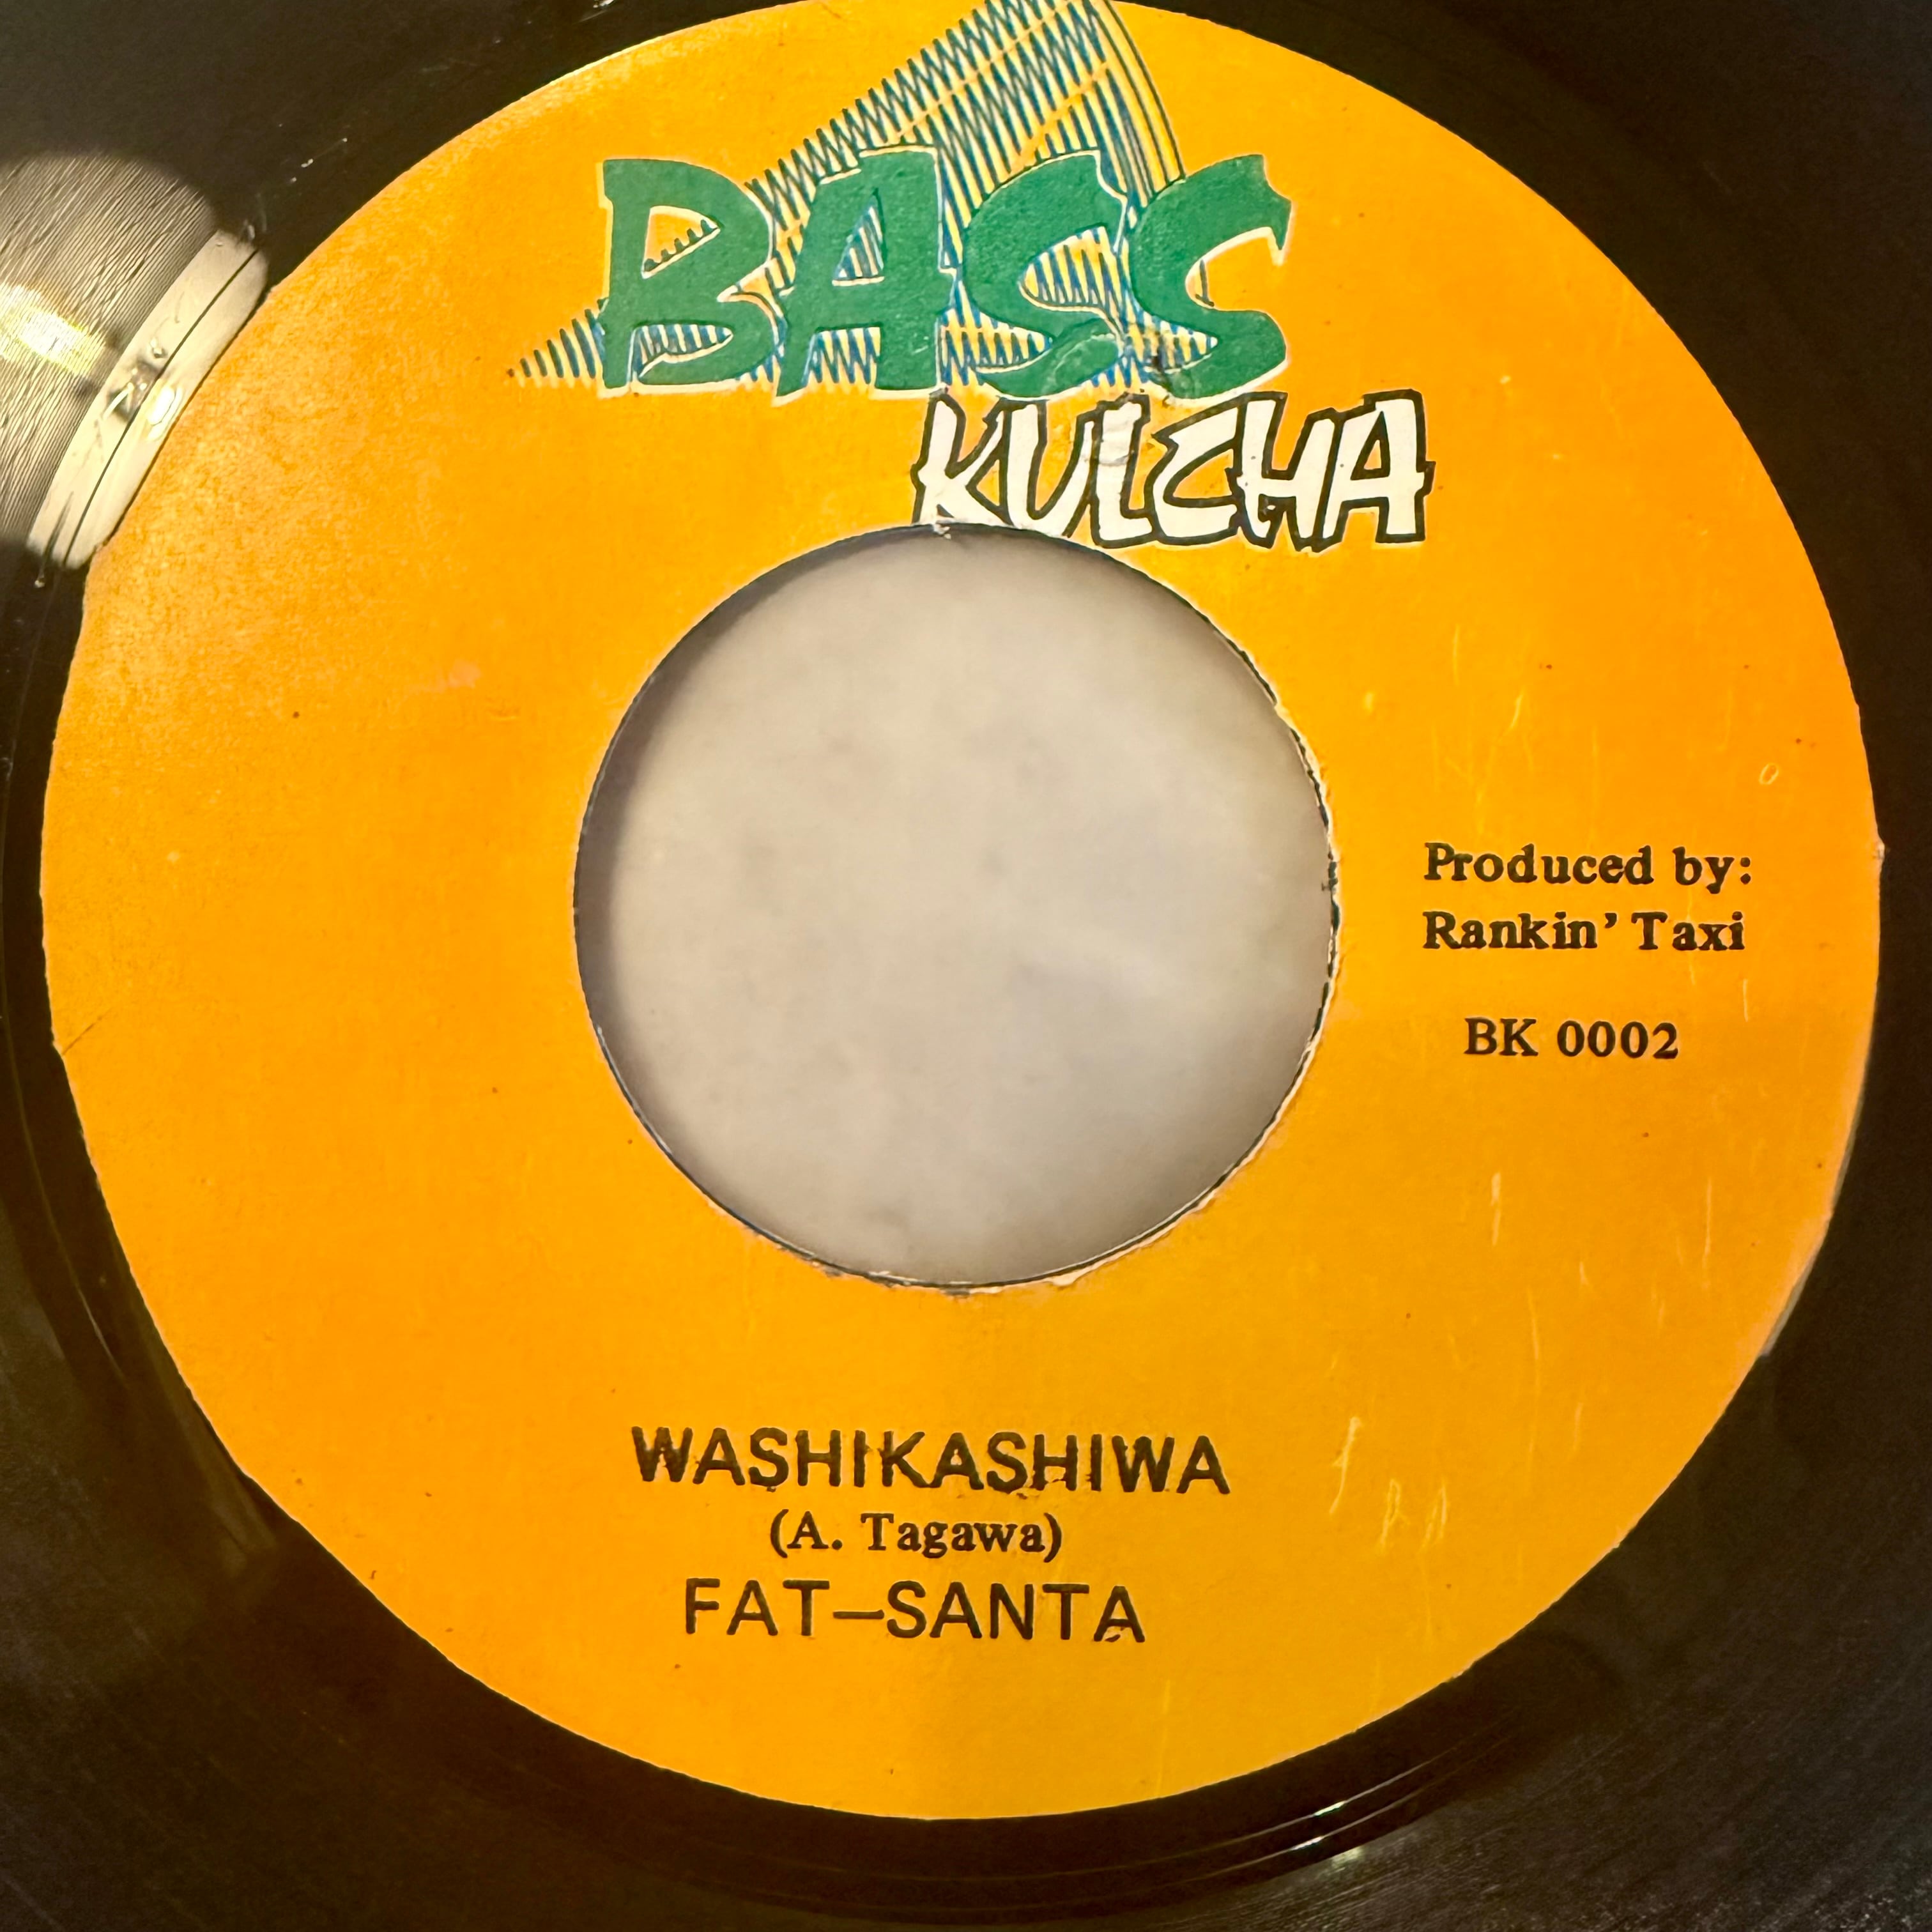 BASS
KULCHA
Produced by:
Rankin' Taxi
BK 0002
WASHIKASHIWA
(A. Tagawa)
FAT–SANTA